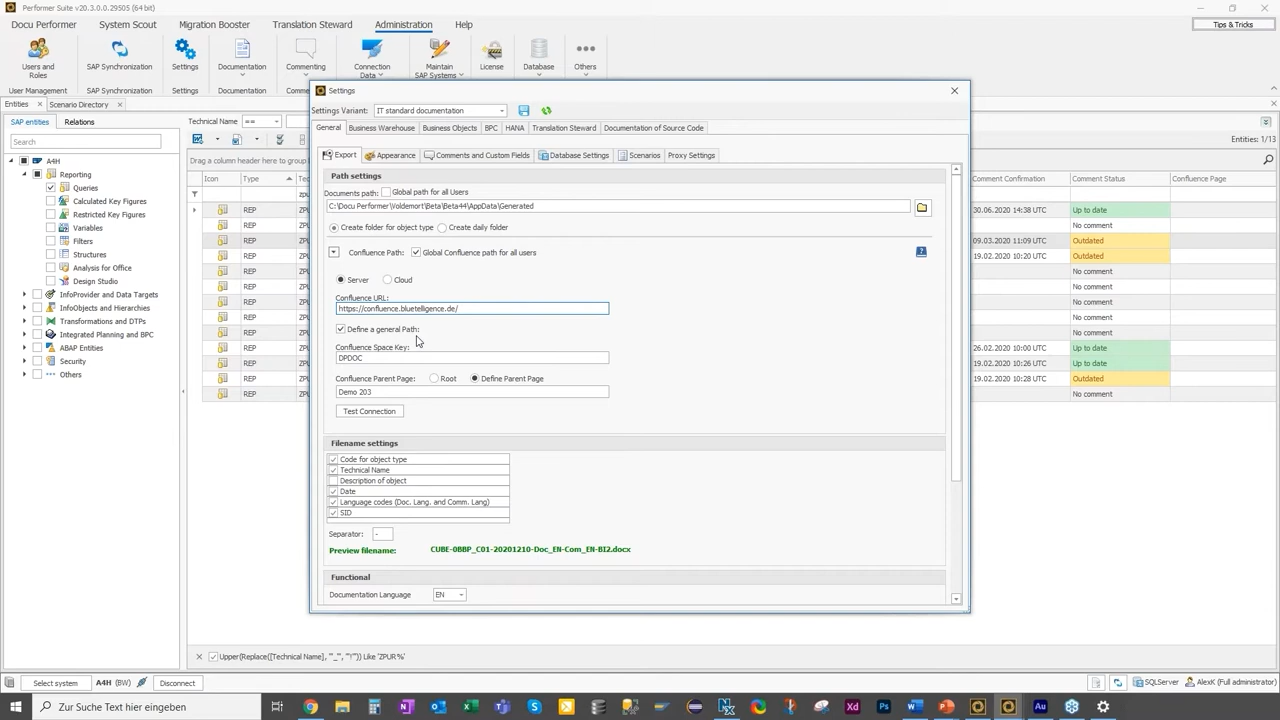 Performer Suite v20.3.0.0.29505 (64 bit)
Docu Performer
System Scout
Migration Booster
Translation Steward
Administration
Help
Tips & Tricks
Users and Roles
SAP Synchronization
Settings
Documentation
Commenting
Connection Data
Maintain SAP Systems
License
Database
Others
User Management
SAP Synchronization
Settings
Documentation
Entities
Scenario Directory
SAP entities
Relations
Technical Name
==
Entities: 1/13
Search
Drag a column header here to group
A4H
Reporting
Queries
Calculated Key Figures
Restricted Key Figures
Variables
Filters
Structures
Analysis for Office
Design Studio
InfoProvider and Data Targets
InfoObjects and Hierarchies
Transformations and DTPs
Integrated Planning and BPC
ABAP Entities
Security
Others
Icon
Type
REP
REP
REP
REP
REP
REP
REP
REP
REP
REP
REP
REP
REP
Comment Confirmation
Comment Status
Confluence Page
30.06.2020 14:38 UTC
Up to date
No comment
09.03.2020 11:09 UTC
Outdated
19.02.2020 10:20 UTC
Outdated
No comment
No comment
No comment
No comment
No comment
26.02.2020 10:00 UTC
Up to date
19.02.2020 10:26 UTC
Up to date
19.02.2020 10:28 UTC
Outdated
No comment
Settings
Settings Variant:
IT standard documentation
General
Business Warehouse
Business Objects
BPC
HANA
Translation Steward
Documentation of Source Code
Export
Appearance
Comments and Custom Fields
Database Settings
Scenarios
Proxy Settings
Path settings
Documents path:
Global path for all Users
C:\Docu Performer\Voldemort\Beta\Beta44\AppData\Generated
Create folder for object type
Create daily folder
Confluence Path:
Global Confluence path for all users
Server
Cloud
Confluence URL:
https://confluence.bluetelligence.de/
Define a general Path:
Confluence Space Key:
DPDOC
Confluence Parent Page:
Root
Define Parent Page
Demo 203
Test Connection
Filename settings
Code for object type
Technical Name
Description of object
Date
Language codes (Doc. Lang. and Comm. Lang)
SID
Separator:
-
Preview filename:
CUBE-0BBP_C01-20201210-Doc_EN-Com_EN-BI2.docx
Functional
Documentation Language
EN
Upper(Replace([Technical Name], '"_"', '"!"')) Like 'ZPUR%'
Select system
A4H (BW)
Disconnect
SQLServer
AlexK (Full administrator)
Zur Suche Text hier eingeben